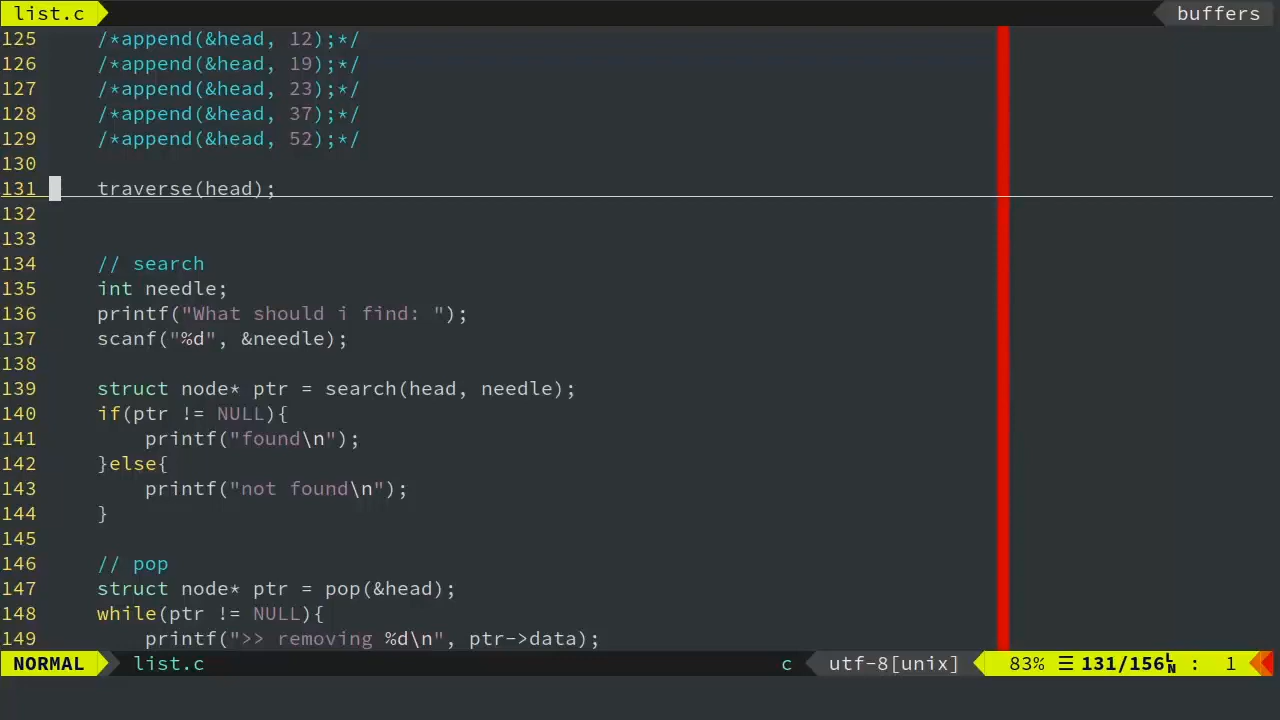 list.c buffers
125     /*append(&head, 12);*/
126     /*append(&head, 19);*/
127     /*append(&head, 23);*/
128     /*append(&head, 37);*/
129     /*append(&head, 52);*/
130
131     traverse(head);
132
133
134     // search
135     int needle;
136     printf("What should i find: ");
137     scanf("%d", &needle);
138
139     struct node* ptr = search(head, needle);
140     if(ptr != NULL){
141         printf("found\n");
142     }else{
143         printf("not found\n");
144     }
145
146     // pop
147     struct node* ptr = pop(&head);
148     while(ptr != NULL){
149         printf(">> removing %d\n", ptr->data);
NORMAL list.c c utf-8[unix] 83% ☰ 131/156 LN : 1